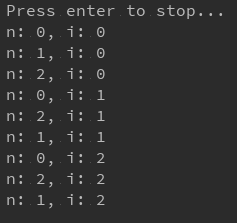 Press enter to stop...
n: 0, i: 0
n: 1, i: 0
n: 2, i: 0
n: 0, i: 1
n: 2, i: 1
n: 1, i: 1
n: 0, i: 2
n: 2, i: 2
n: 1, i: 2